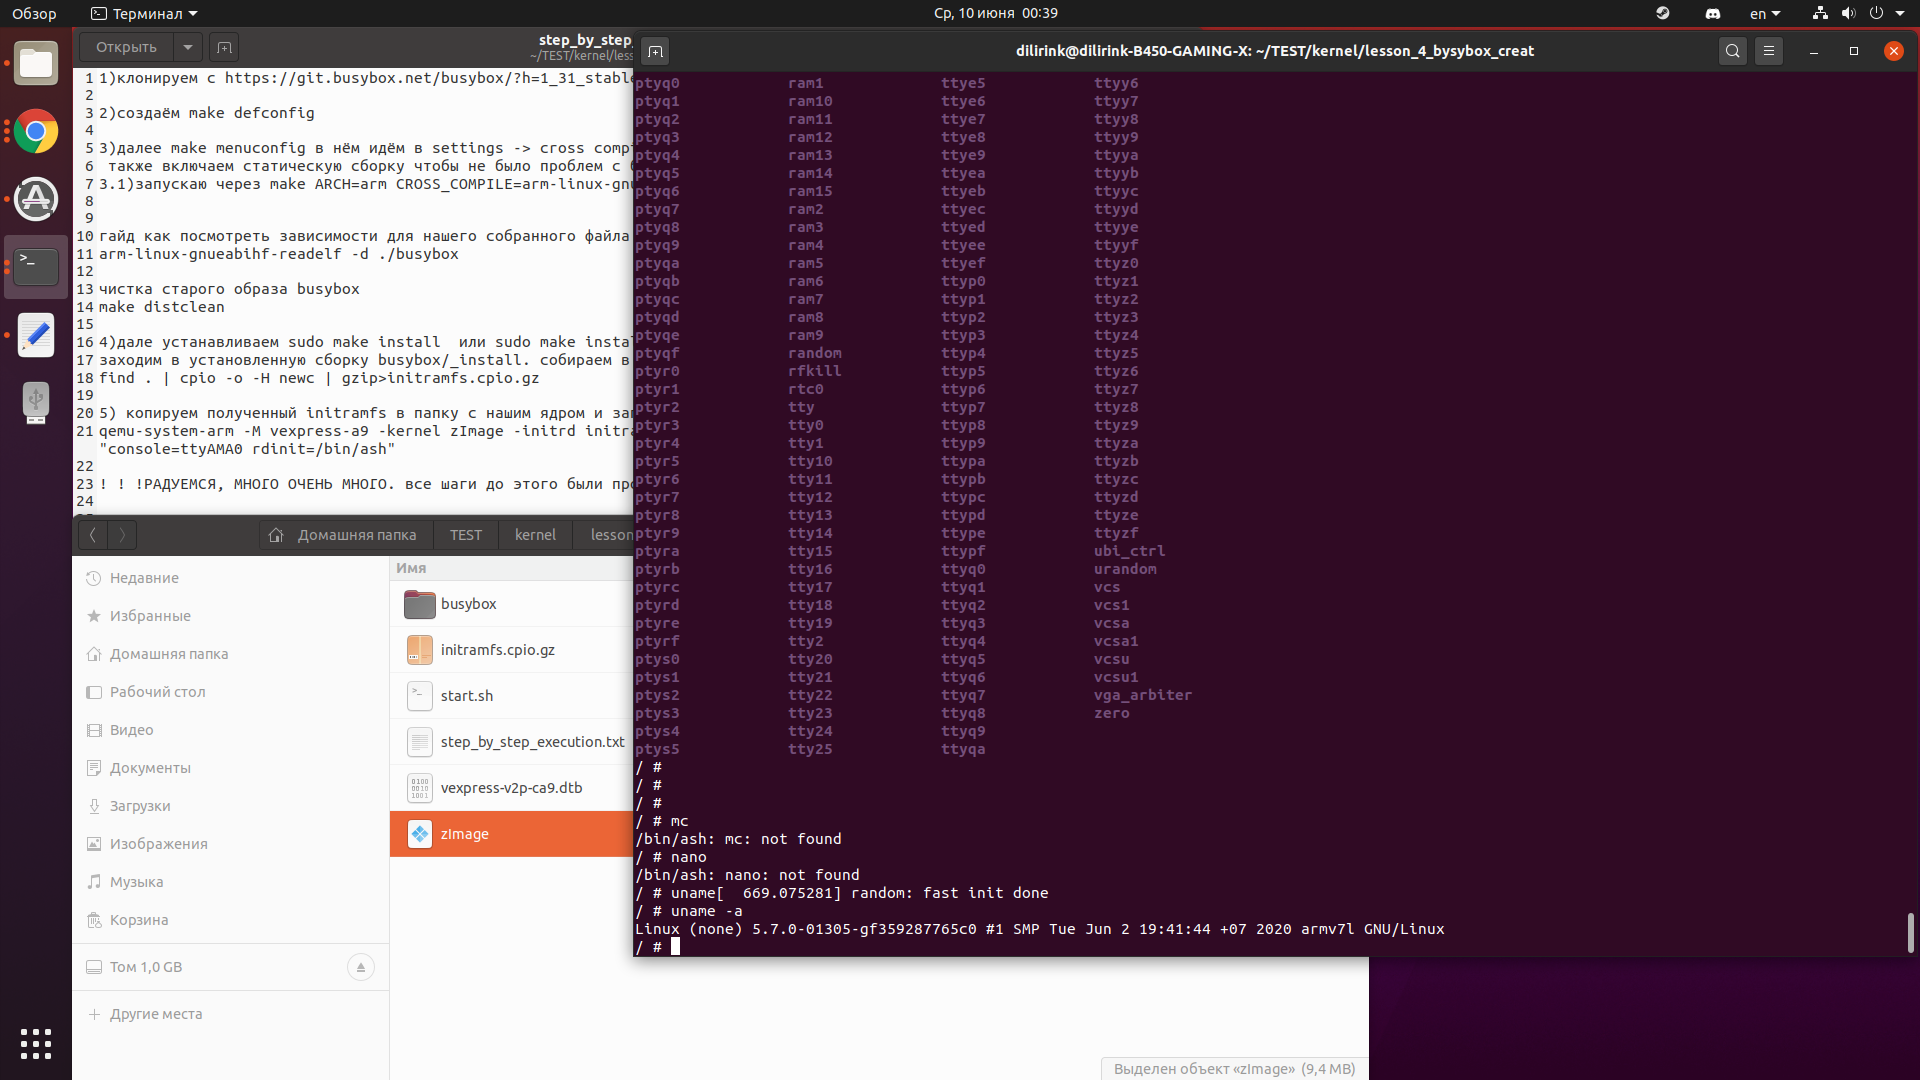 Обзор
Терминал
Ср, 10 июня 00:39
en
Открыть
step_by_step_
~/TEST/kernel/less
1 1)клонируем с https://git.busybox.net/busybox/?h=1_31_stable
2
3 2)создаём make defconfig
4
5 3)далее make menuconfig в нём идём в settings -> cross comp
6 также включаем статическую сборку чтобы не было проблем с
7 3.1)запускаю через make ARCH=arm CROSS_COMPILE=arm-linux-gnu
8
9
10 гайд как посмотреть зависимости для нашего собранного файла
11 arm-linux-gnueabihf-readelf -d ./busybox
12
13 чистка старого образа busybox
14 make distclean
15
16 4)дале устанавливаем sudo make install  или sudo make insta
17 заходим в установленную сборку busybox/_install. собираем в
18 find . | cpio -o -H newc | gzip>initramfs.cpio.gz
19
20 5) копируем полученный initramfs в папку с нашим ядром и за
21 qemu-system-arm -M vexpress-a9 -kernel zImage -initrd initra
"console=ttyAMA0 rdinit=/bin/ash"
22
23 ! ! !РАДУЕМСЯ, МНОГО ОЧЕНЬ МНОГО. все шаги до этого были про
24
Домашняя папка TEST kernel lesson
Недавние
Избранные
Домашняя папка
Рабочий стол
Видео
Документы
Загрузки
Изображения
Музыка
Корзина
Том 1,0 GB
Другие места
Имя
busybox
initramfs.cpio.gz
start.sh
step_by_step_execution.txt
vexpress-v2p-ca9.dtb
zImage
Выделен объект «zImage» (9,4 MB)
dilirink@dilirink-B450-GAMING-X: ~/TEST/kernel/lesson_4_bysybox_creat
ptyq0 ram1 ttye5 ttyy6
ptyq1 ram10 ttye6 ttyy7
ptyq2 ram11 ttye7 ttyy8
ptyq3 ram12 ttye8 ttyy9
ptyq4 ram13 ttye9 ttyya
ptyq5 ram14 ttyea ttyyb
ptyq6 ram15 ttyeb ttyyc
ptyq7 ram2 ttyec ttyyd
ptyq8 ram3 ttyed ttyye
ptyq9 ram4 ttyee ttyyf
ptyqa ram5 ttyef ttyz0
ptyqb ram6 ttyp0 ttyz1
ptyqc ram7 ttyp1 ttyz2
ptyqd ram8 ttyp2 ttyz3
ptyqe ram9 ttyp3 ttyz4
ptyqf random ttyp4 ttyz5
ptyr0 rfkill ttyp5 ttyz6
ptyr1 rtc0 ttyp6 ttyz7
ptyr2 tty ttyp7 ttyz8
ptyr3 tty0 ttyp8 ttyz9
ptyr4 tty1 ttyp9 ttyza
ptyr5 tty10 ttypa ttyzb
ptyr6 tty11 ttypb ttyzc
ptyr7 tty12 ttypc ttyzd
ptyr8 tty13 ttypd ttyze
ptyr9 tty14 ttype ttyzf
ptyra tty15 ttypf ubi_ctrl
ptyrb tty16 ttyq0 urandom
ptyrc tty17 ttyq1 vcs
ptyrd tty18 ttyq2 vcs1
ptyre tty19 ttyq3 vcsa
ptyrf tty2 ttyq4 vcsa1
ptys0 tty20 ttyq5 vcsu
ptys1 tty21 ttyq6 vcsu1
ptys2 tty22 ttyq7 vga_arbiter
ptys3 tty23 ttyq8 zero
ptys4 tty24 ttyq9
ptys5 tty25 ttyqa
/ #
/ #
/ #
/ # mc
/bin/ash: mc: not found
/ # nano
/bin/ash: nano: not found
/ # uname[  669.075281] random: fast init done
/ # uname -a
Linux (none) 5.7.0-01305-gf359287765c0 #1 SMP Tue Jun 2 19:41:44 +07 2020 armv7l GNU/Linux
/ #